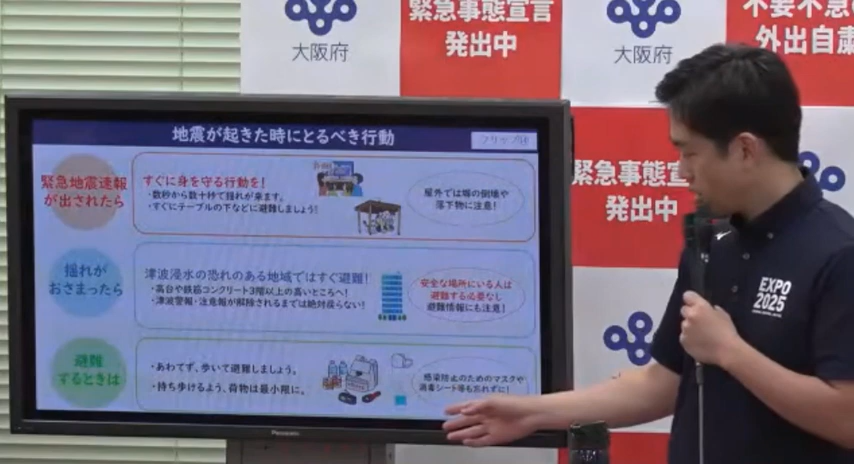 大阪府
緊急事態宣言
発出中
大阪府
不要不急の
外出自粛
地震が起きた時にとるべき行動
フリップ
緊急地震速報
が出されたら
すぐに身を守る行動を!
・数秒から数十秒で揺れが来ます。
・すぐにテーブルの下などに避難しましょう!
屋外では塀の倒壊や
落下物に注意!
揺れが
おさまったら
津波浸水の恐れのある地域ではすぐ避難!
・高台や鉄筋コンクリート3階以上の高いところへ!
・津波警報・注意報が解除されるまでは絶対戻らない!
安全な場所にいる人は
避難する必要なし
避難情報にも注意!
避難
するときは
・あわてず、歩いて避難しましょう。
・持ち歩けるよう、荷物は最小限に。
感染防止のためのマスクや
消毒シート等も忘れずに!
Panasonic
緊急事態宣
発出中
EXPO
2025